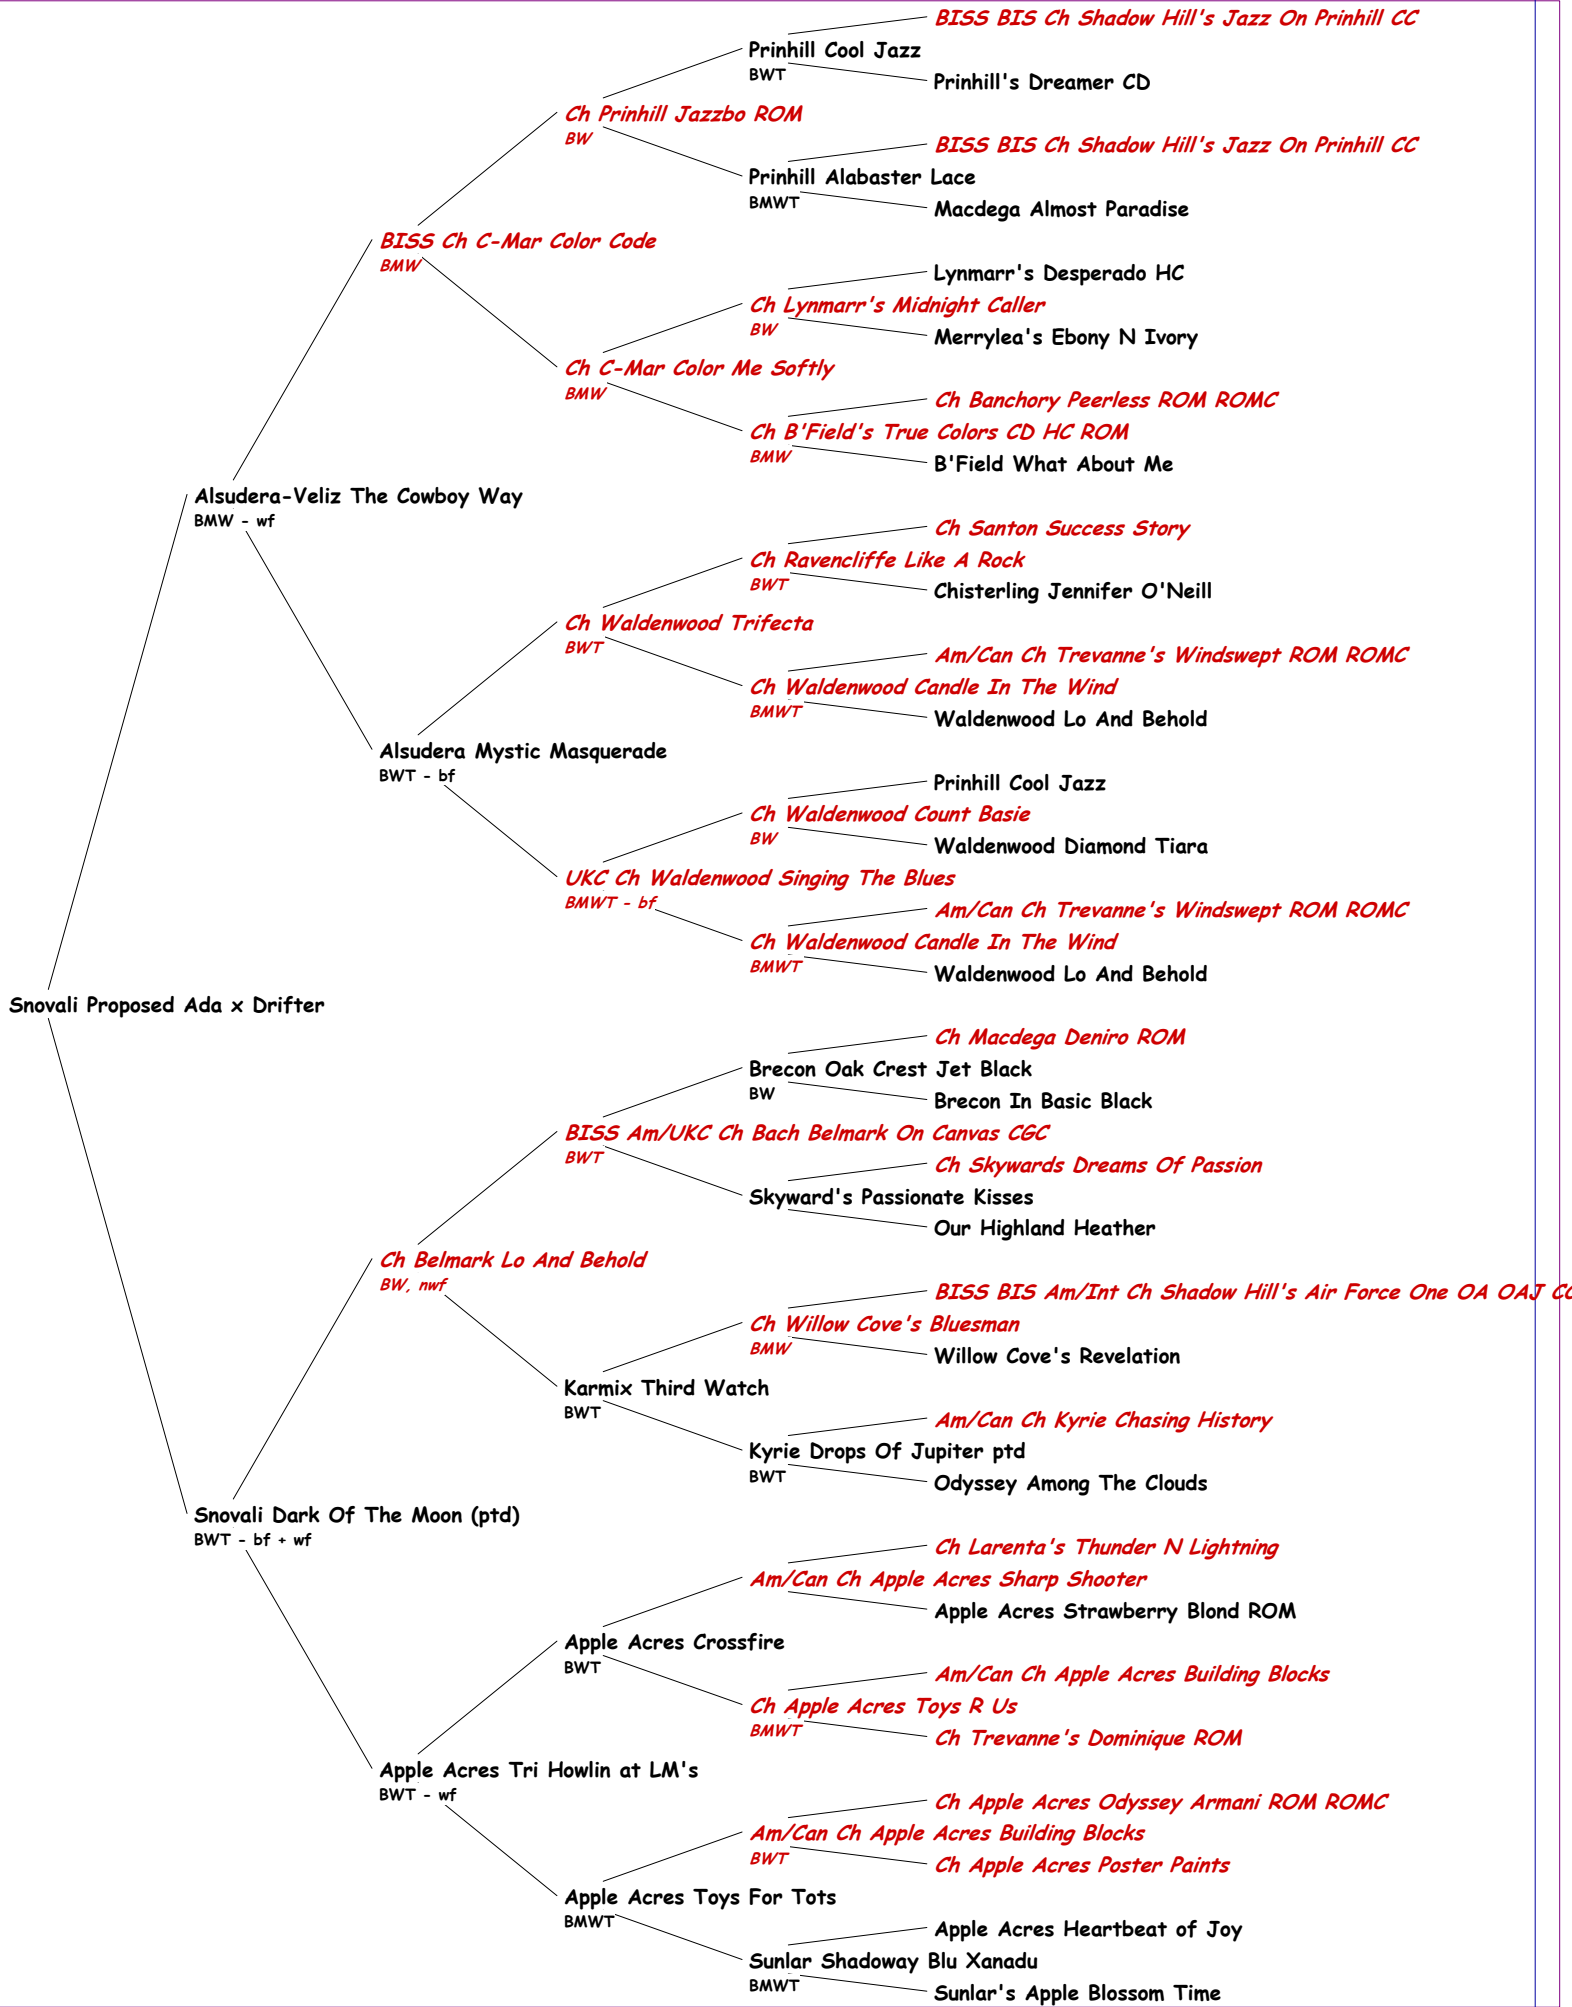 BISS BIS Ch Shadow Hill's Jazz On Prinhill CC
Prinhill Cool Jazz
BWT
Prinhill's Dreamer CD
Ch Prinhill Jazzbo ROM
BW
BISS BIS Ch Shadow Hill's Jazz On Prinhill CC
Prinhill Alabaster Lace
BMWT
Macdega Almost Paradise
BISS Ch C-Mar Color Code
BMW
Lynmarr's Desperado HC
Ch Lynmarr's Midnight Caller
BW
Merrylea's Ebony N Ivory
Ch C-Mar Color Me Softly
BMW
Ch Banchory Peerless ROM ROMC
Ch B'Field's True Colors CD HC ROM
BMW
B'Field What About Me
Alsudera-Veliz The Cowboy Way
BMW - wf
Ch Santon Success Story
Ch Ravencliffe Like A Rock
BWT
Chisterling Jennifer O'Neill
Ch Waldenwood Trifecta
BWT
Am/Can Ch Trevanne's Windswept ROM ROMC
Ch Waldenwood Candle In The Wind
BMWT
Waldenwood Lo And Behold
Alsudera Mystic Masquerade
BWT - bf
Prinhill Cool Jazz
Ch Waldenwood Count Basie
BW
Waldenwood Diamond Tiara
UKC Ch Waldenwood Singing The Blues
BMWT - bf
Am/Can Ch Trevanne's Windswept ROM ROMC
Ch Waldenwood Candle In The Wind
BMWT
Waldenwood Lo And Behold
Snovali Proposed Ada x Drifter
Ch Macdega Deniro ROM
Brecon Oak Crest Jet Black
BW
Brecon In Basic Black
BISS Am/UKC Ch Bach Belmark On Canvas CGC
BWT
Ch Skywards Dreams Of Passion
Skyward's Passionate Kisses
Our Highland Heather
Ch Belmark Lo And Behold
BW, nwf
BISS BIS Am/Int Ch Shadow Hill's Air Force One OA OAJ
Ch Willow Cove's Bluesman
BMW
Willow Cove's Revelation
Karmix Third Watch
BWT
Am/Can Ch Kyrie Chasing History
Kyrie Drops Of Jupiter ptd
BWT
Odyssey Among The Clouds
Snovali Dark Of The Moon (ptd)
BWT - bf + wf
Ch Larenta's Thunder N Lightning
Am/Can Ch Apple Acres Sharp Shooter
Apple Acres Strawberry Blond ROM
Apple Acres Crossfire
BWT
Am/Can Ch Apple Acres Building Blocks
Ch Apple Acres Toys R Us
BMWT
Ch Trevanne's Dominique ROM
Apple Acres Tri Howlin at LM's
BWT - wf
Ch Apple Acres Odyssey Armani ROM ROMC
Am/Can Ch Apple Acres Building Blocks
BWT
Ch Apple Acres Poster Paints
Apple Acres Toys For Tots
BMWT
Apple Acres Heartbeat of Joy
Sunlar Shadoway Blu Xanadu
BMWT
Sunlar's Apple Blossom Time